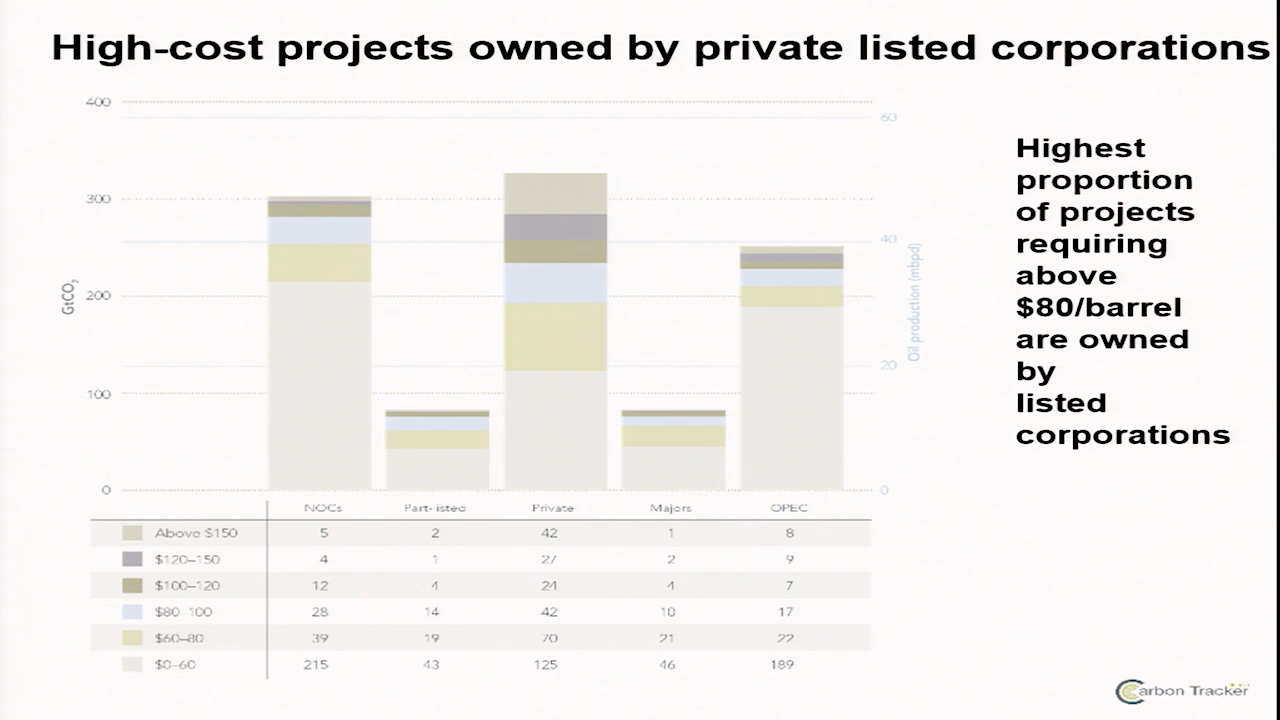 High-cost projects owned by private listed corporations
400
300
200
100
0
GtCO₂
60
40
20
0
Oil production (mbpd)
Highest
proportion
of projects
requiring
above
$80/barrel
are owned
by
listed
corporations
NOCs Part- isted Private Majors OPEC
Above $150 5 2 42 1 8
$120–150 4 1 27 2 9
$100–120 12 4 24 4 7
$80 100 28 14 42 10 17
$60–80 39 19 70 21 22
$0–60 215 43 125 46 189
Carbon Tracker